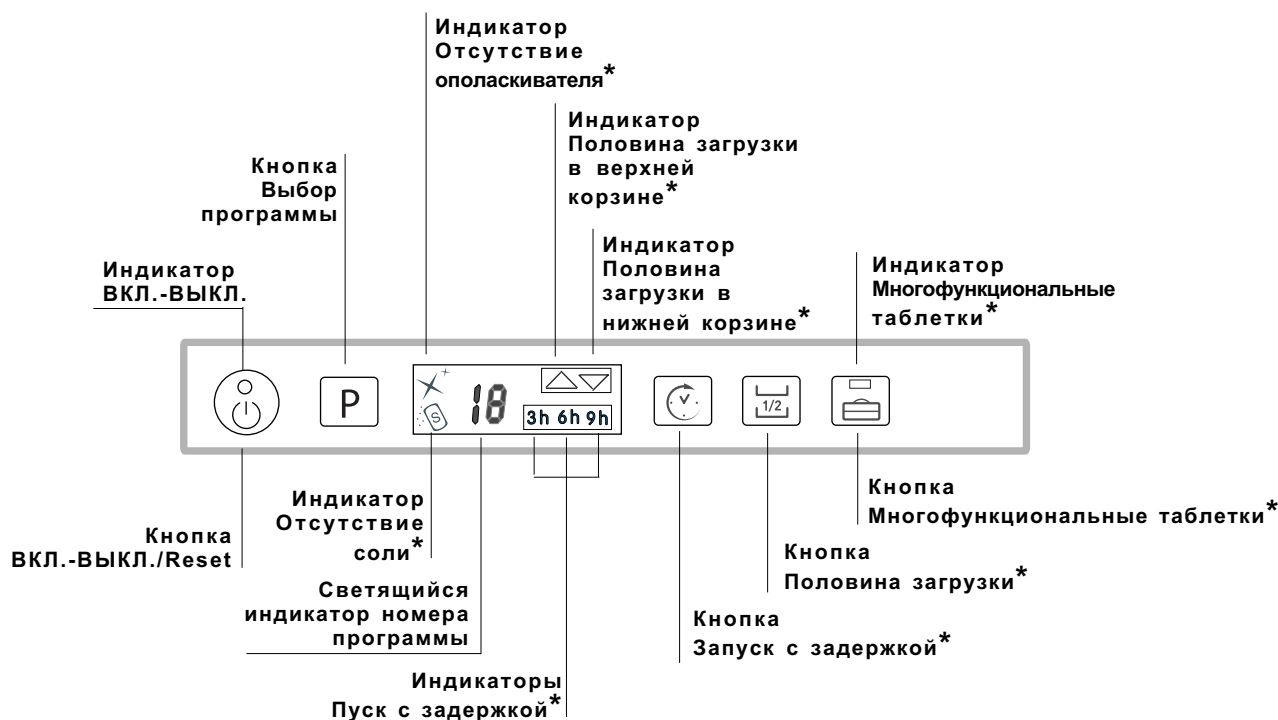 Индикатор
Отсутствие
ополаскивателя*
Индикатор
Половина загрузки
в верхней
корзине*
Кнопка
Выбор
программы
Индикатор
Половина
загрузки в
нижней корзине*
Индикатор
ВКЛ.-ВЫКЛ.
Индикатор
Многофункциональные
таблетки*
P
S
18
3h 6h 9h
1/2
Кнопка
ВКЛ.-ВЫКЛ./Reset
Индикатор
Отсутствие
соли*
Светящийся
индикатор номера
программы
Индикаторы
Пуск с задержкой*
Кнопка
Запуск с задержкой*
Кнопка
Половина загрузки*
Кнопка
Многофункциональные таблетки*